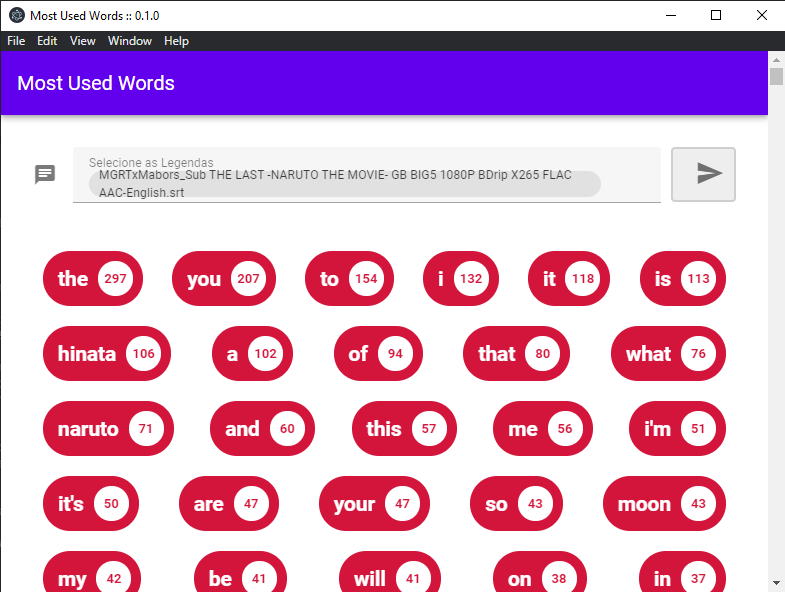 Most Used Words :: 0.1.0
File Edit View Window Help
Most Used Words
Selecione as Legendas
MGRTxMabors_Sub THE LAST -NARUTO THE MOVIE- GB BIG5 1080P BDrip X265 FLAC
AAC-English.srt
the 297 you 207 to 154 i 132 it 118 is 113
hinata 106 a 102 of 94 that 80 what 76
naruto 71 and 60 this 57 me 56 i'm 51
it's 50 are 47 your 47 so 43 moon 43
my 42 be 41 will 41 on 38 in 37